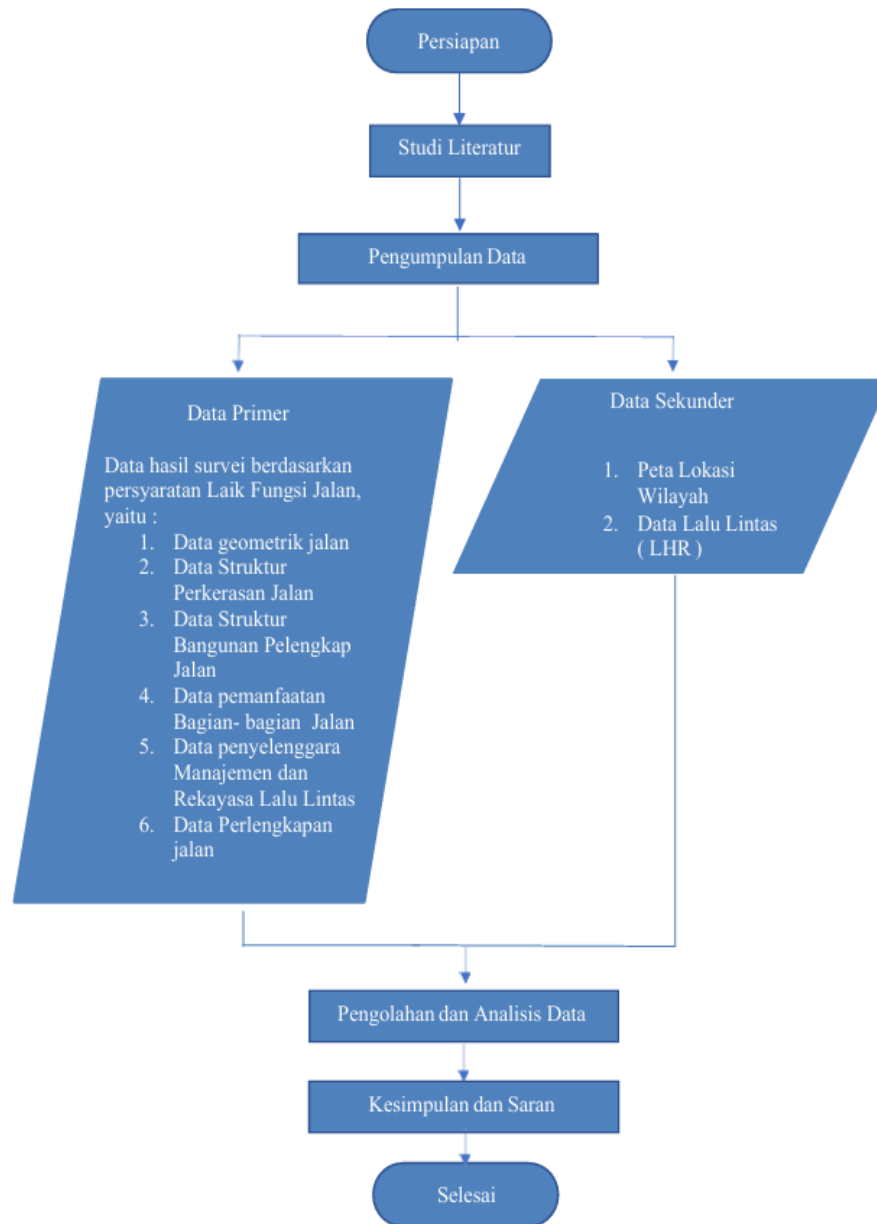 Persiapan
Studi Literatur
Pengumpulan Data
Data Primer
Data hasil survei berdasarkan
persyaratan Laik Fungsi Jalan,
yaitu :
1. Data geometrik jalan
2. Data Struktur
Perkerasan Jalan
3. Data Struktur
Bangunan Pelengkap
Jalan
4. Data pemanfaatan
Bagian- bagian Jalan
5. Data penyelenggara
Manajemen dan
Rekayasa Lalu Lintas
6. Data Perlengkapan
jalan
Data Sekunder
1. Peta Lokasi
Wilayah
2. Data Lalu Lintas
( LHR )
Pengolahan dan Analisis Data
Kesimpulan dan Saran
Selesai